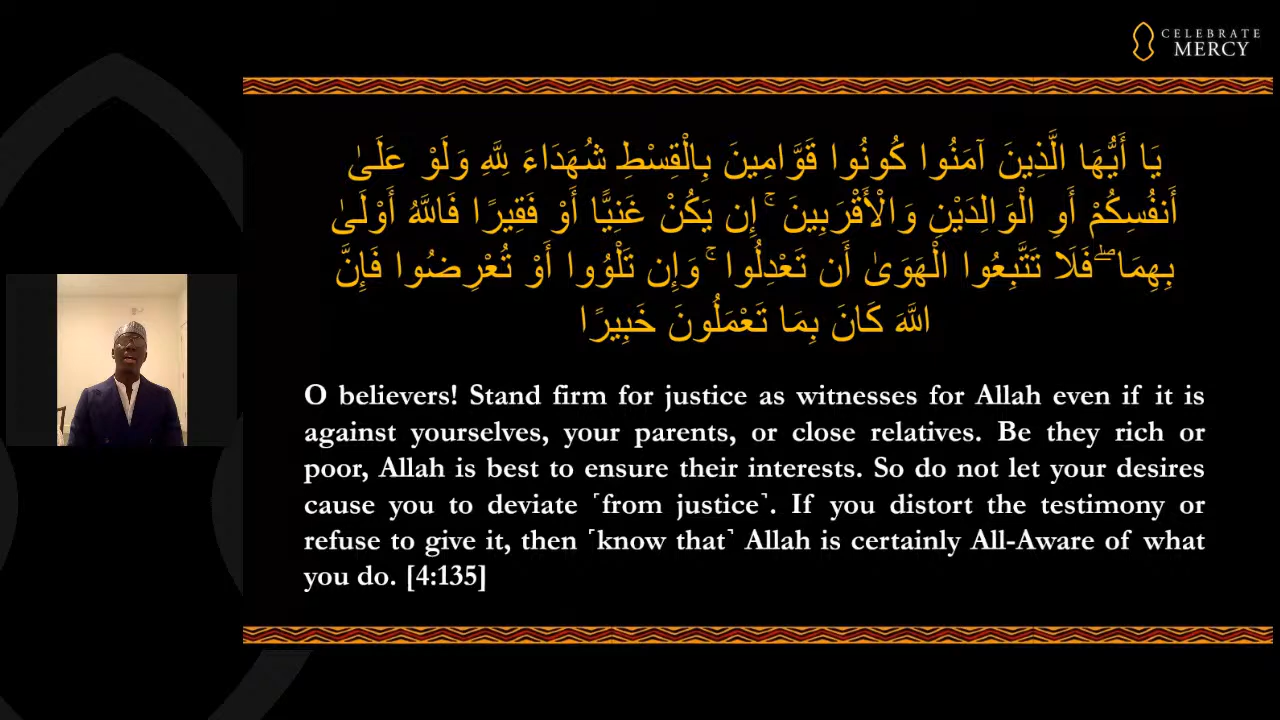 CELEBRATE
MERCY
يَا أَيُّهَا الَّذِينَ آمَنُوا كُونُوا قَوَّامِينَ بِالْقِسْطِ شُهَدَاءَ لِلَّهِ وَلَوْ عَلَىٰ
أَنفُسِكُمْ أَوِ الْوَالِدَيْنِ وَالْأَقْرَبِينَ ۚ إِن يَكُنْ غَنِيًّا أَوْ فَقِيرًا فَاللَّهُ أَوْلَىٰ
بِهِمَا ۖ فَلَا تَتَّبِعُوا الْهَوَىٰ أَن تَعْدِلُوا ۚ وَإِن تَلْوُوا أَوْ تُعْرِضُوا فَإِنَّ
اللَّهَ كَانَ بِمَا تَعْمَلُونَ خَبِيرًا
O believers! Stand firm for justice as witnesses for Allah even if it is
against yourselves, your parents, or close relatives. Be they rich or
poor, Allah is best to ensure their interests. So do not let your desires
cause you to deviate ˹from justice˺. If you distort the testimony or
refuse to give it, then ˹know that˺ Allah is certainly All-Aware of what
you do. [4:135]